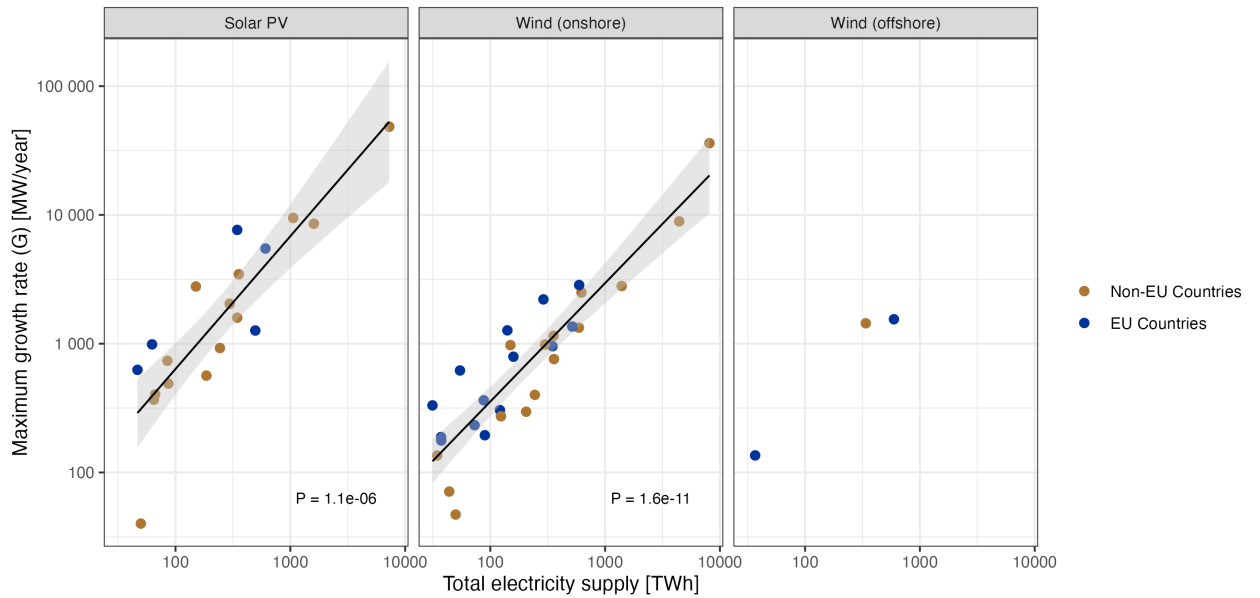 Solar PV
Wind (onshore)
Wind (offshore)
Maximum growth rate (G) [MW/year]
100 000
10 000
1 000
100
P = 1.1e-06
P = 1.6e-11
100 1000 10000
100 1000 10000
100 1000 10000
Total electricity supply [TWh]
Non-EU Countries
EU Countries